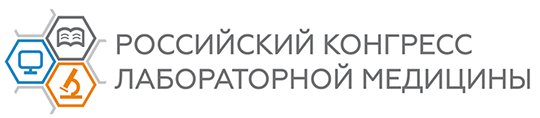 РОССИЙСКИЙ КОНГРЕСС
ЛАБОРАТОРНОЙ МЕДИЦИНЫ